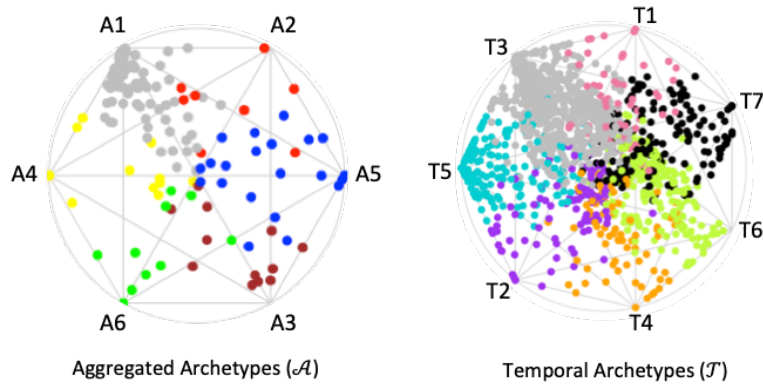 A1
A2
A4
A5
A6
A3
Aggregated Archetypes (𝒜)
T1
T3
T7
T5
T6
T2
T4
Temporal Archetypes (𝒯)